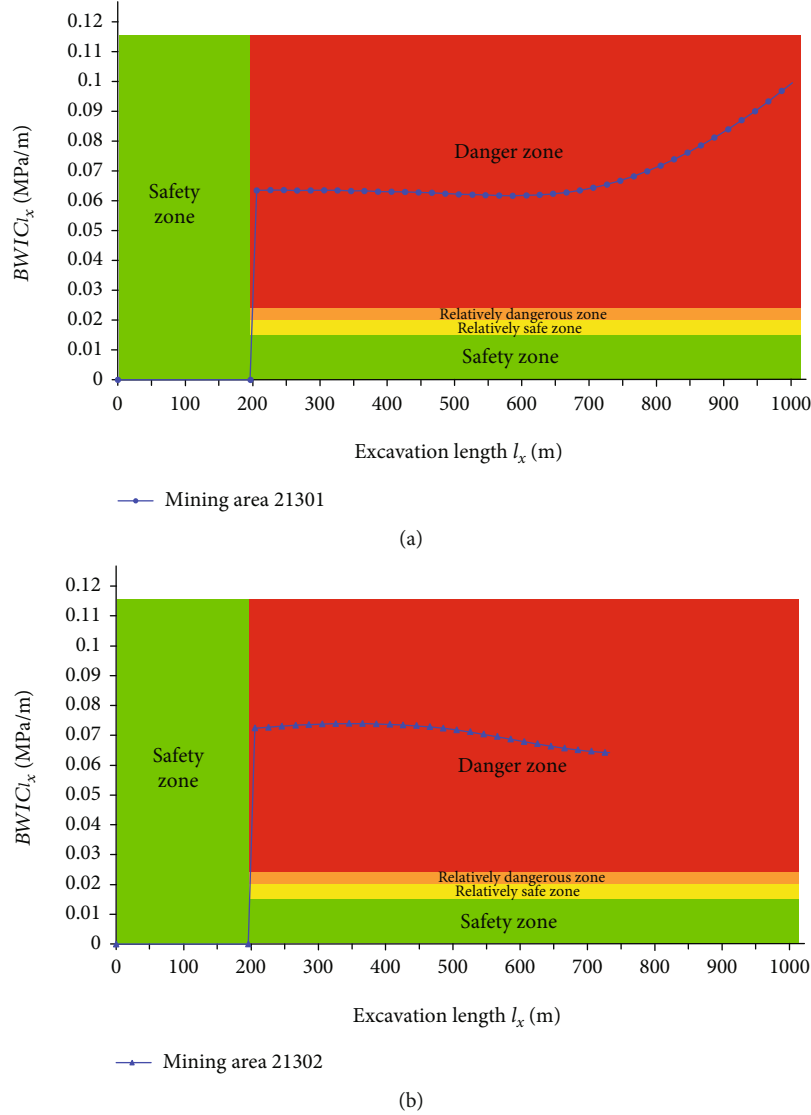 0.12
0.11
0.1
0.09
0.08
0.07
0.06
0.05
0.04
0.03
0.02
0.01
0
BWIC_{l_x} (MPa/m)
Safety
zone
Danger zone
Relatively dangerous zone
Relatively safe zone
Safety zone
0 100 200 300 400 500 600 700 800 900 1000
Excavation length l_x (m)
Mining area 21301
(a)
0.12
0.11
0.1
0.09
0.08
0.07
0.06
0.05
0.04
0.03
0.02
0.01
0
BWIC_{l_x} (MPa/m)
Safety
zone
Danger zone
Relatively dangerous zone
Relatively safe zone
Safety zone
0 100 200 300 400 500 600 700 800 900 1000
Excavation length l_x (m)
Mining area 21302
(b)